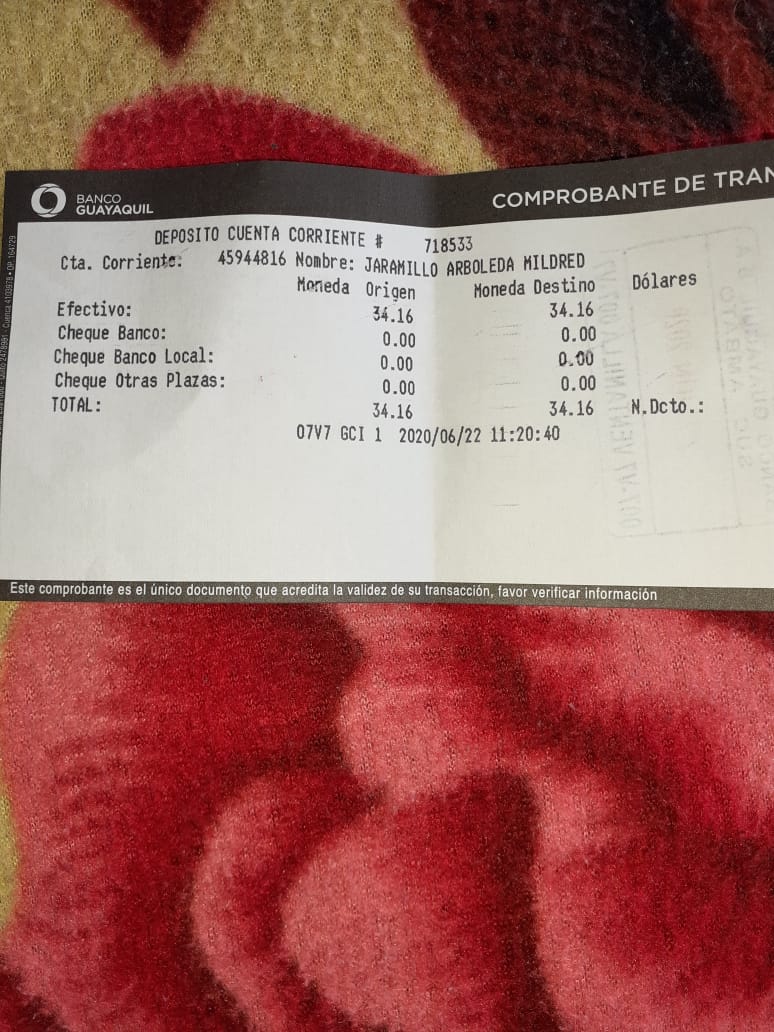 BANCO
GUAYAQUIL
COMPROBANTE DE TRAN
DEPOSITO CUENTA CORRIENTE # 718533
Cta. Corriente: 45944816 Nombre: JARAMILLO ARBOLEDA MILDRED
Moneda Origen Moneda Destino Dólares
Efectivo: 34.16 34.16
Cheque Banco: 0.00 0.00
Cheque Banco Local: 0.00 0.00
Cheque Otras Plazas: 0.00 0.00
TOTAL: 34.16 34.16 N.Dcto.:
07V7 GCI 1 2020/06/22 11:20:40
Este comprobante es el único documento que acredita la validez de su transacción, favor verificar información